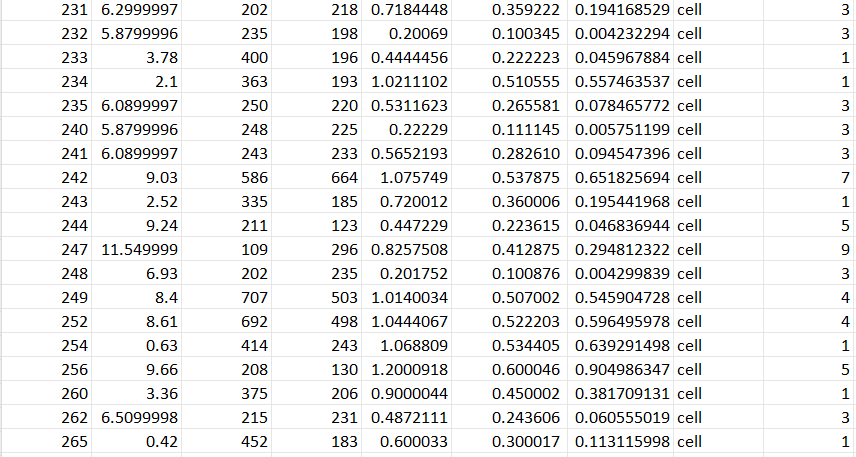 231 6.2999997 202 218 0.7184448 0.359222 0.194168529 cell 3
232 5.8799996 235 198 0.20069 0.100345 0.004232294 cell 3
233 3.78 400 196 0.4444456 0.222223 0.045967884 cell 1
234 2.1 363 193 1.0211102 0.510555 0.557463537 cell 1
235 6.0899997 250 220 0.5311623 0.265581 0.078465772 cell 3
240 5.8799996 248 225 0.22229 0.111145 0.005751199 cell 3
241 6.0899997 243 233 0.5652193 0.282610 0.094547396 cell 3
242 9.03 586 664 1.075749 0.537875 0.651825694 cell 7
243 2.52 335 185 0.720012 0.360006 0.195441968 cell 1
244 9.24 211 123 0.447229 0.223615 0.046836944 cell 5
247 11.549999 109 296 0.8257508 0.412875 0.294812322 cell 9
248 6.93 202 235 0.201752 0.100876 0.004299839 cell 3
249 8.4 707 503 1.0140034 0.507002 0.545904728 cell 4
252 8.61 692 498 1.0444067 0.522203 0.596495978 cell 4
254 0.63 414 243 1.068809 0.534405 0.639291498 cell 1
256 9.66 208 130 1.2000918 0.600046 0.904986347 cell 5
260 3.36 375 206 0.9000044 0.450002 0.381709131 cell 1
262 6.5099998 215 231 0.4872111 0.243606 0.060555019 cell 3
265 0.42 452 183 0.600033 0.300017 0.113115998 cell 1